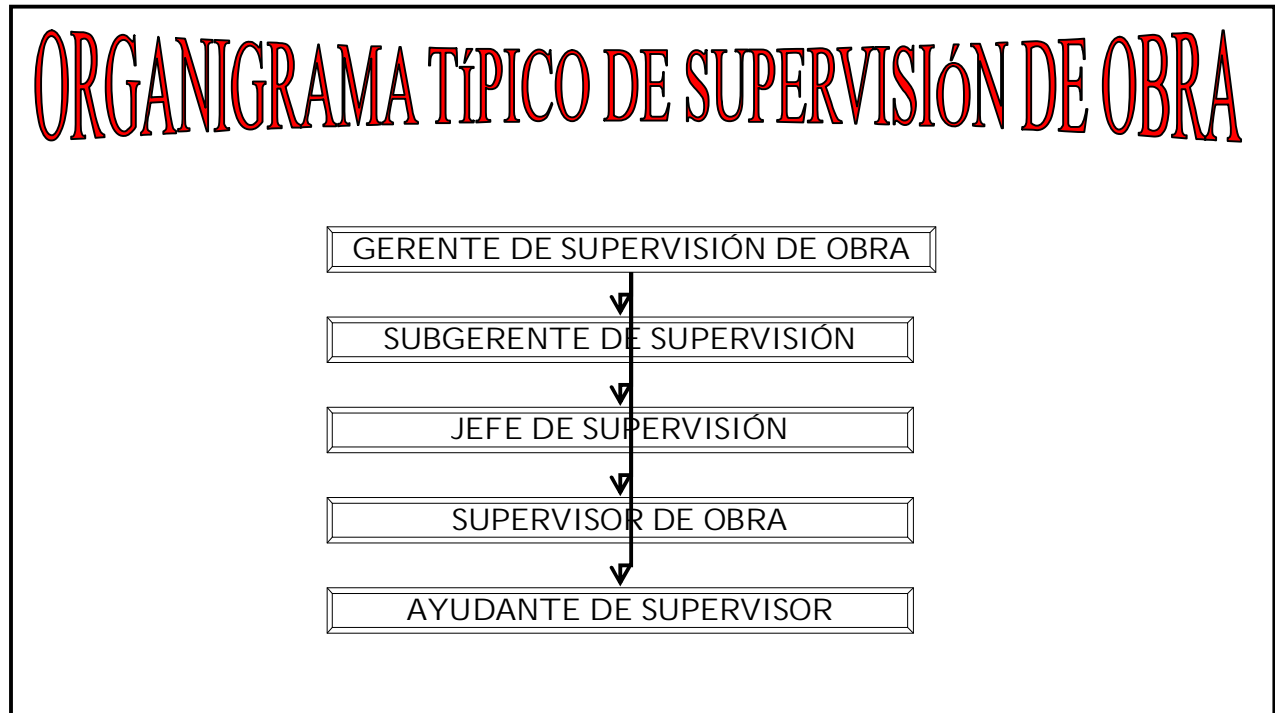 ORGANIGRAMA TíPICO DE SUPERVISIóN DE OBRA
GERENTE DE SUPERVISIÓN DE OBRA
SUBGERENTE DE SUPERVISIÓN
JEFE DE SUPERVISIÓN
SUPERVISOR DE OBRA
AYUDANTE DE SUPERVISOR